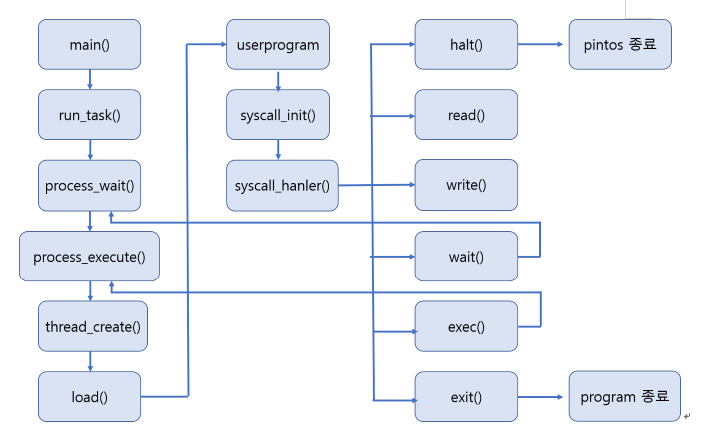 main()
run_task()
process_wait()
process_execute()
thread_create()
load()
userprogram
syscall_init()
syscall_hanler()
halt()
read()
write()
wait()
exec()
exit()
pintos 종료
program 종료